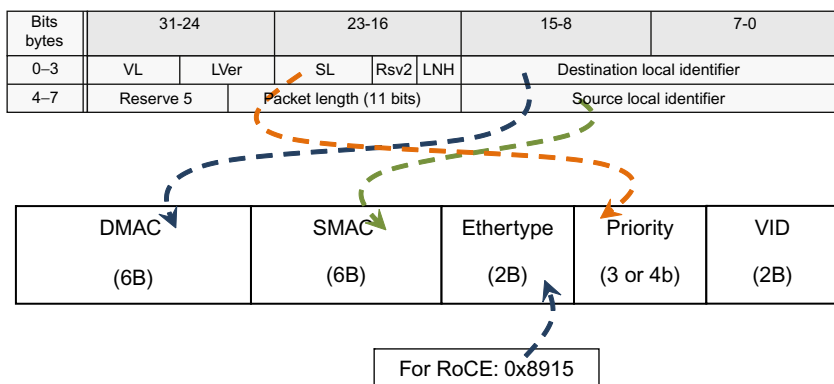 Bits
bytes
31-24
23-16
15-8
7-0
0–3
VL
LVer
SL
Rsv2
LNH
Destination local identifier
4–7
Reserve 5
Packet length (11 bits)
Source local identifier
DMAC
(6B)
SMAC
(6B)
Ethertype
(2B)
Priority
(3 or 4b)
VID
(2B)
For RoCE: 0x8915